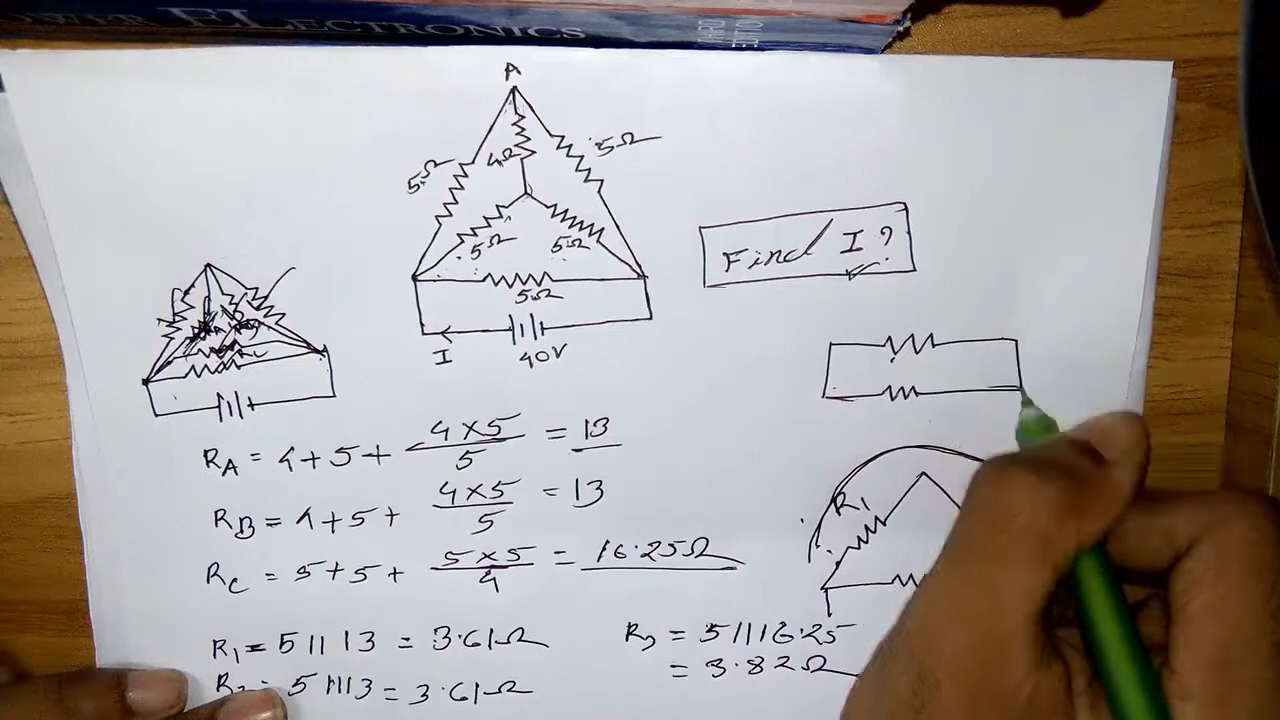 OWER ELECTRONICS
A
5Ω
4Ω
5Ω
5Ω
5Ω
5Ω
I
40V
Find I?
RA = 4+5+ 4×5/5 = 13
RB = 4+5+ 4×5/5 = 13
RC = 5+5+ 5×5/4 = 16.25Ω
R1
R1 = 5 || 13 = 3.61Ω
R2 = 5 || 13 = 3.61Ω
R3 = 5 || 16.25
= 3.82Ω